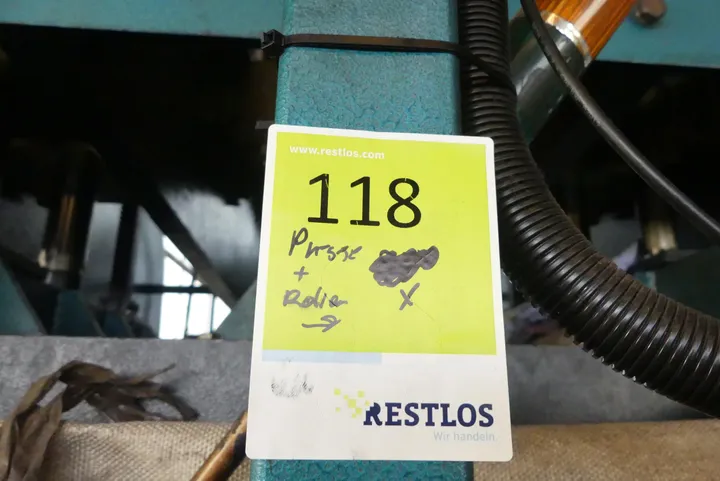 www.restlos.com
118
Presse
+
Rollen
→
X
RESTLOS
Wir handeln.